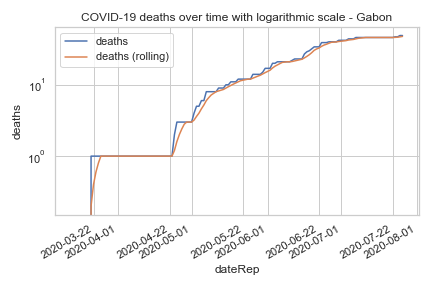 COVID-19 deaths over time with logarithmic scale - Gabon
deaths
deaths (rolling)
10¹
10⁰
deaths
2020-03-22
2020-04-01
2020-04-22
2020-05-01
2020-05-22
2020-06-01
2020-06-22
2020-07-01
2020-07-22
2020-08-01
dateRep